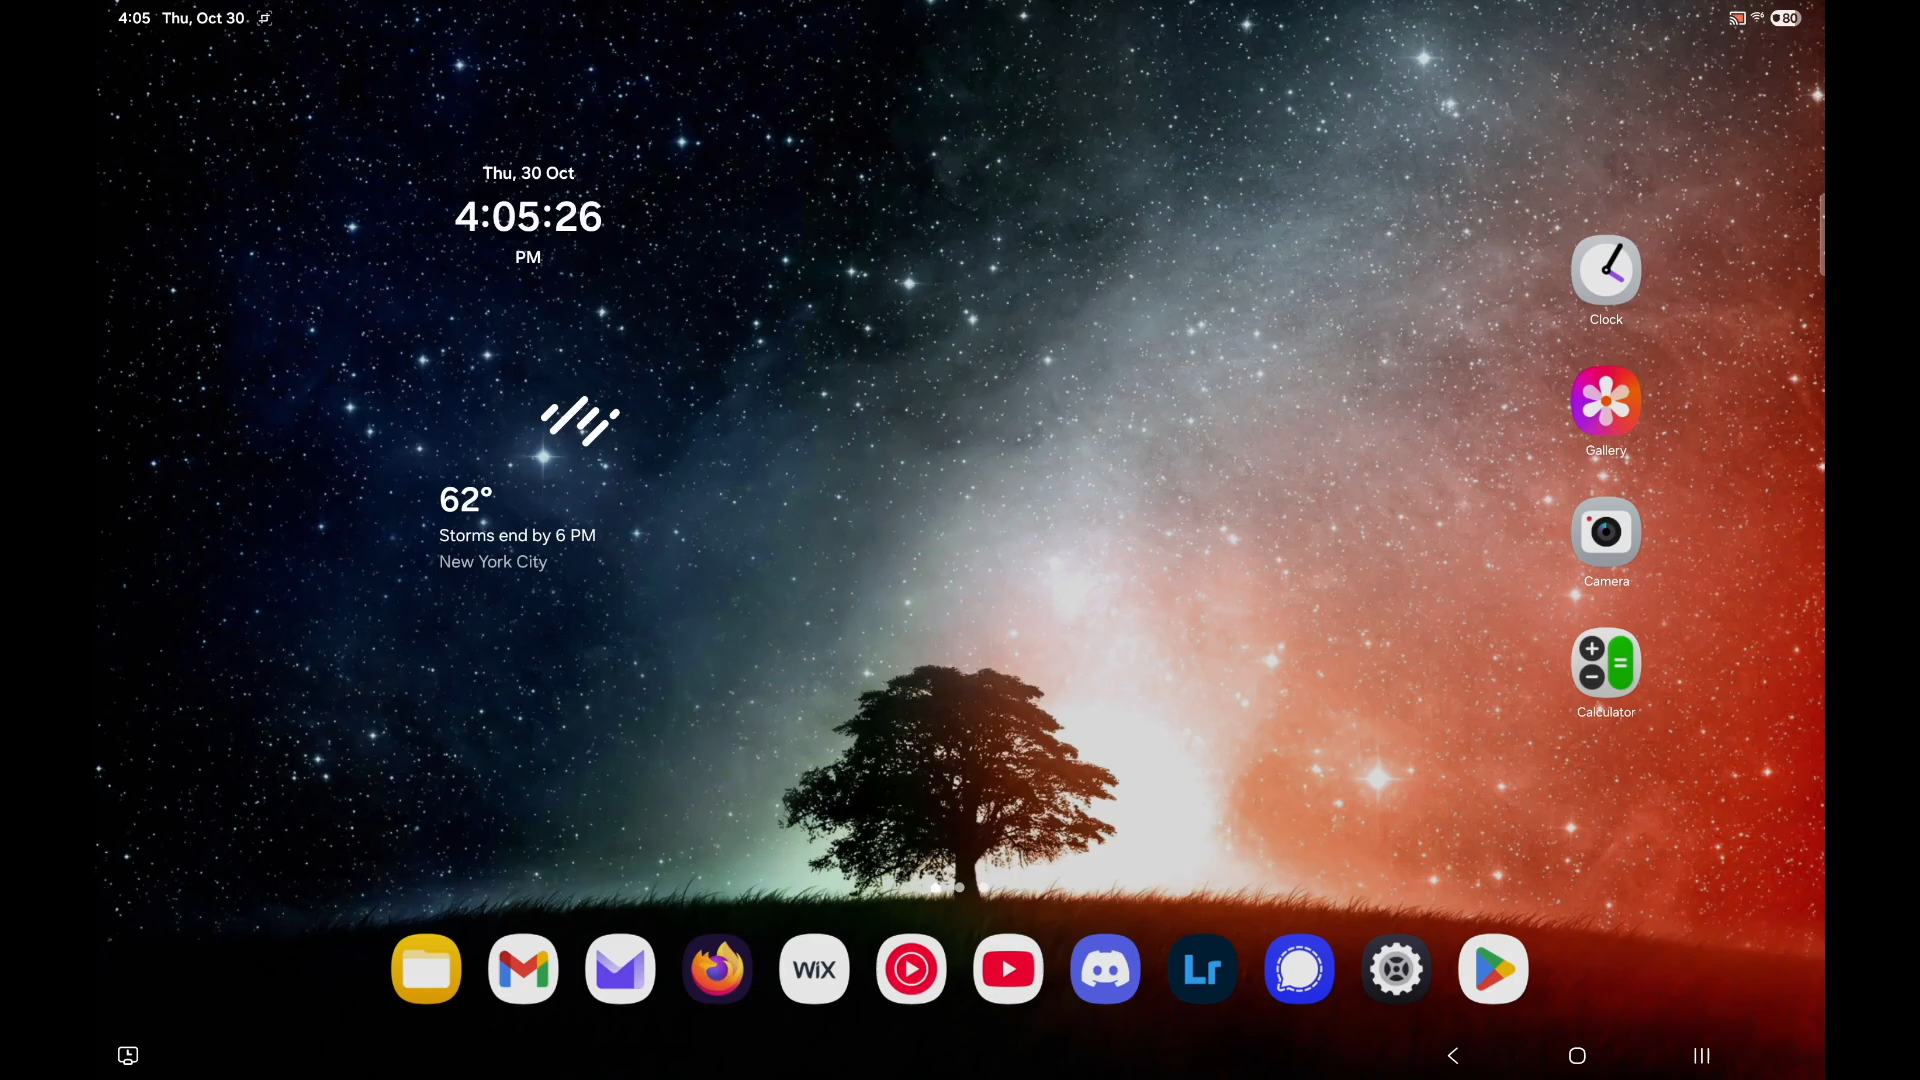 4:05 Thu, Oct 30
80
Thu, 30 Oct
4:05:26
PM
62°
Storms end by 6 PM
New York City
Clock
Gallery
Camera
Calculator
WiX
Lr